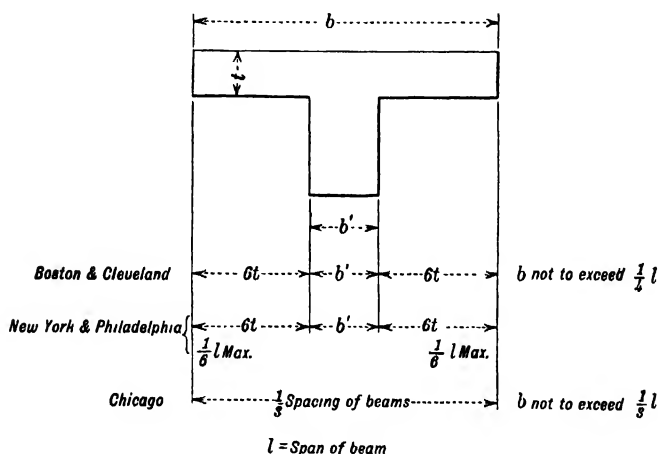 b
t
b'
Boston & Cleveland 6t b' 6t b not to exceed 1/4 l
New York & Philadelphia { 6t b' 6t
1/6 l Max. 1/6 l Max.
Chicago 1/3 Spacing of beams b not to exceed 1/3 l
l = Span of beam